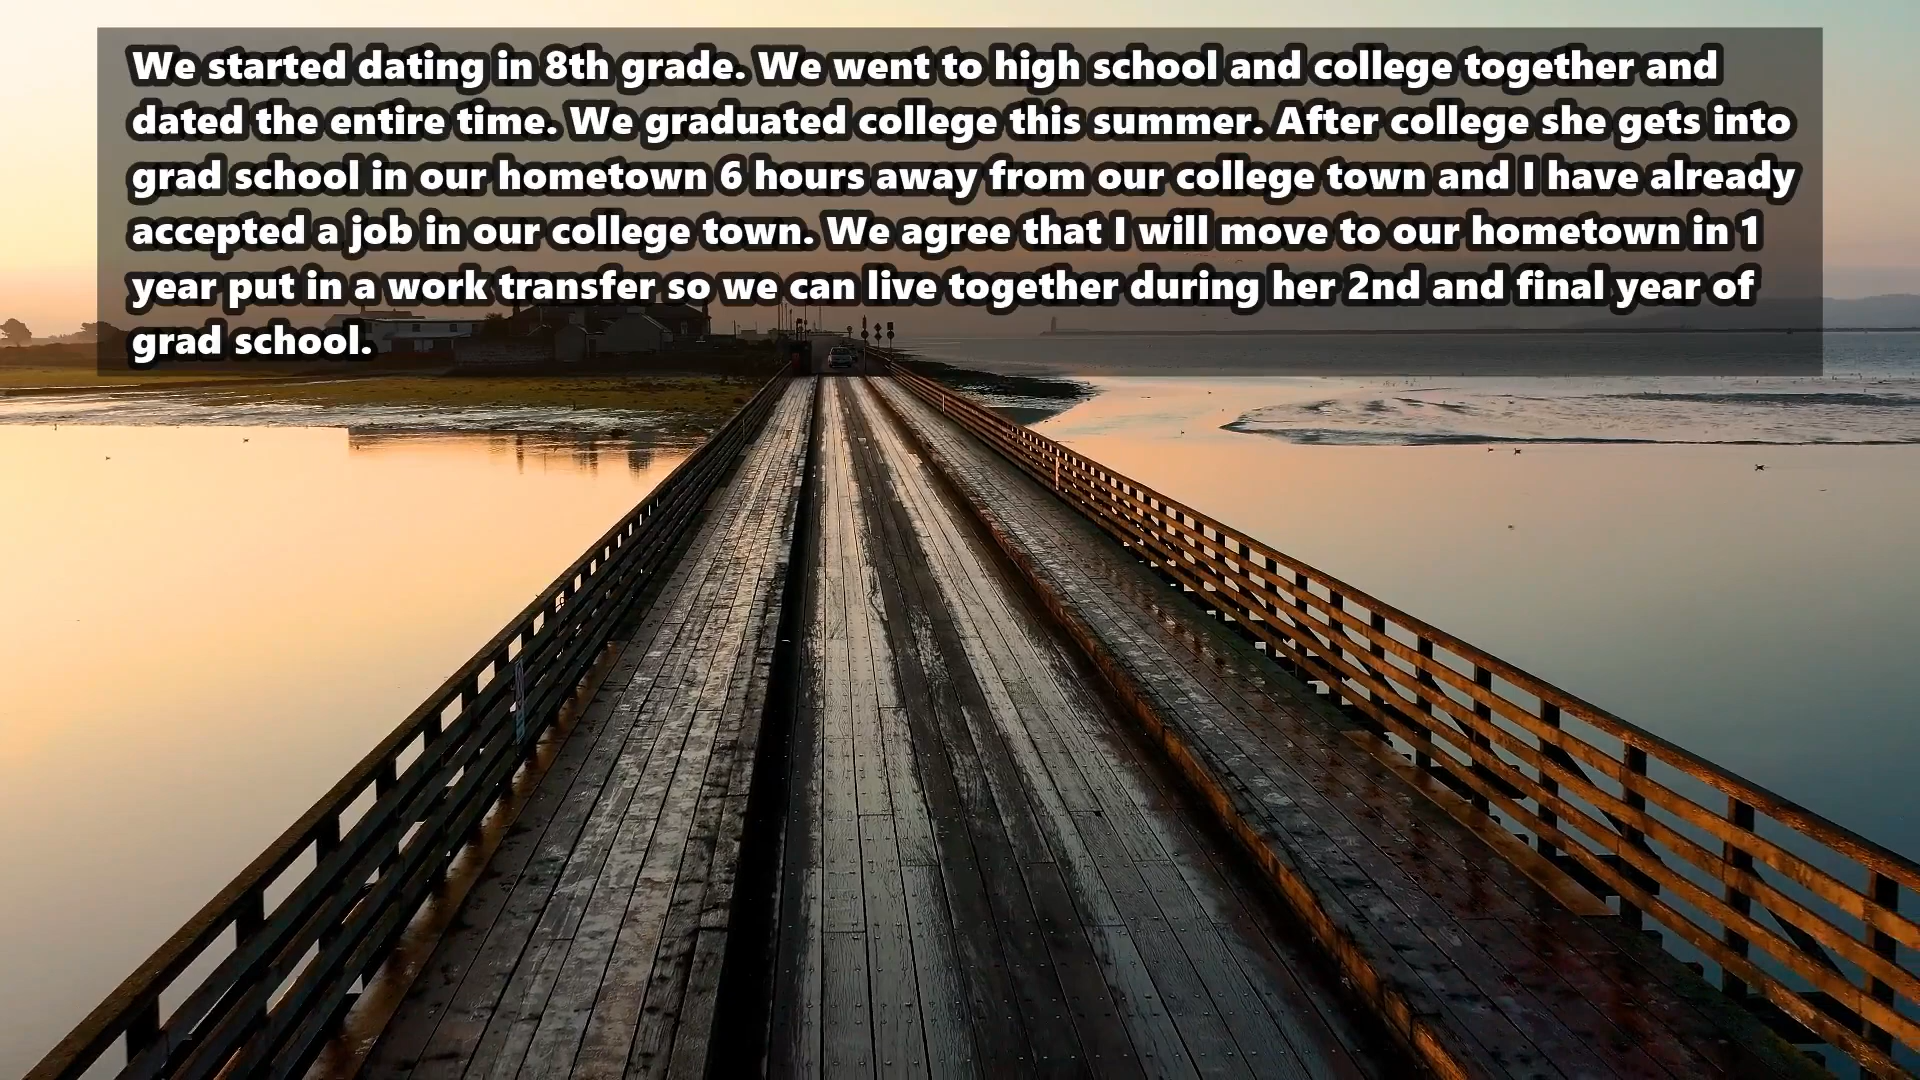 We started dating in 8th grade. We went to high school and college together and
dated the entire time. We graduated college this summer. After college she gets into
grad school in our hometown 6 hours away from our college town and I have already
accepted a job in our college town. We agree that I will move to our hometown in 1
year put in a work transfer so we can live together during her 2nd and final year of
grad school.